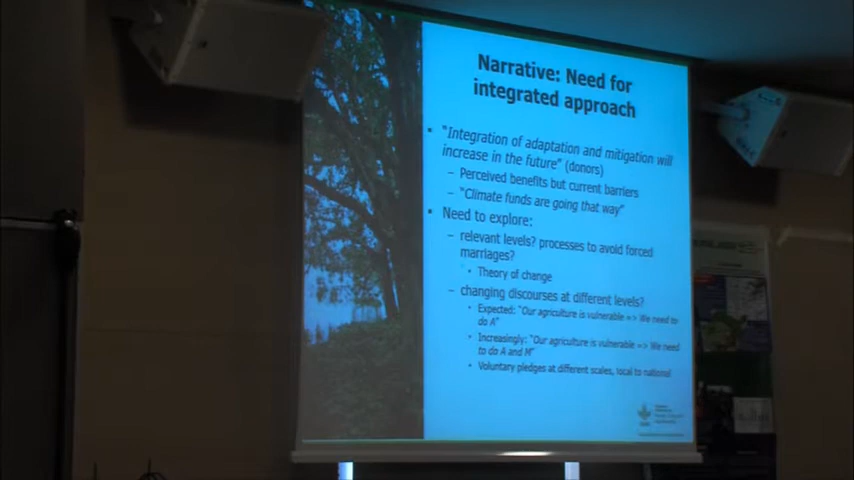 Narrative: Need for
integrated approach
▪ "Integration of adaptation and mitigation will
increase in the future" (donors)
– Perceived benefits but current barriers
– "Climate funds are going that way"
▪ Need to explore:
– relevant levels? processes to avoid forced
marriages?
• Theory of change
– changing discourses at different levels?
• Expected: "Our agriculture is vulnerable => We need to
do A"
• Increasingly: "Our agriculture is vulnerable => We need
to do A and M"
• Voluntary pledges at different scales, local to national